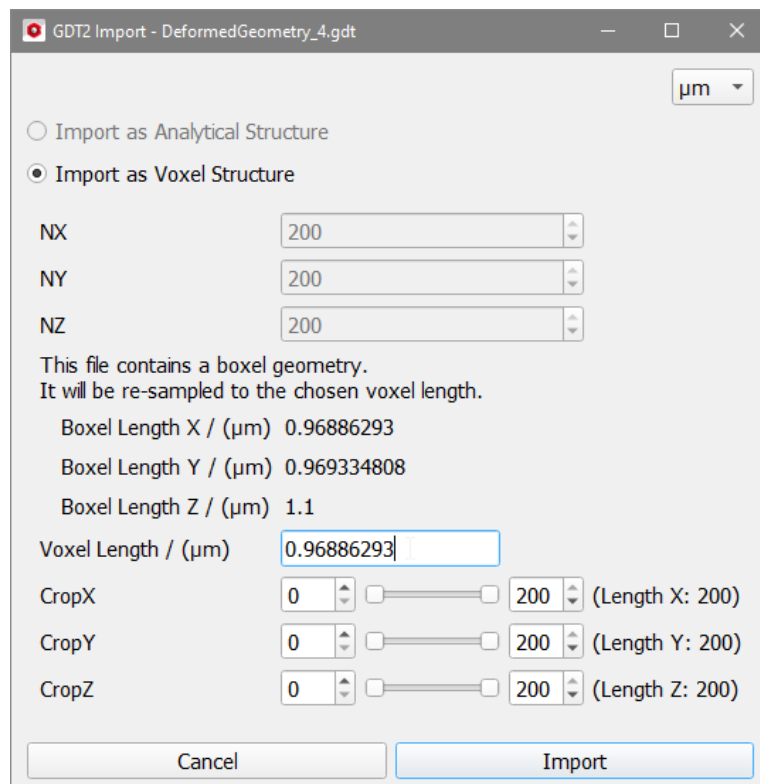 GDT2 Import - DeformedGeometry_4.gdt
µm
Import as Analytical Structure
Import as Voxel Structure
NX 200
NY 200
NZ 200
This file contains a boxel geometry.
It will be re-sampled to the chosen voxel length.
Boxel Length X / (µm) 0.96886293
Boxel Length Y / (µm) 0.969334808
Boxel Length Z / (µm) 1.1
Voxel Length / (µm) 0.96886293
CropX 0 200 (Length X: 200)
CropY 0 200 (Length Y: 200)
CropZ 0 200 (Length Z: 200)
Cancel Import